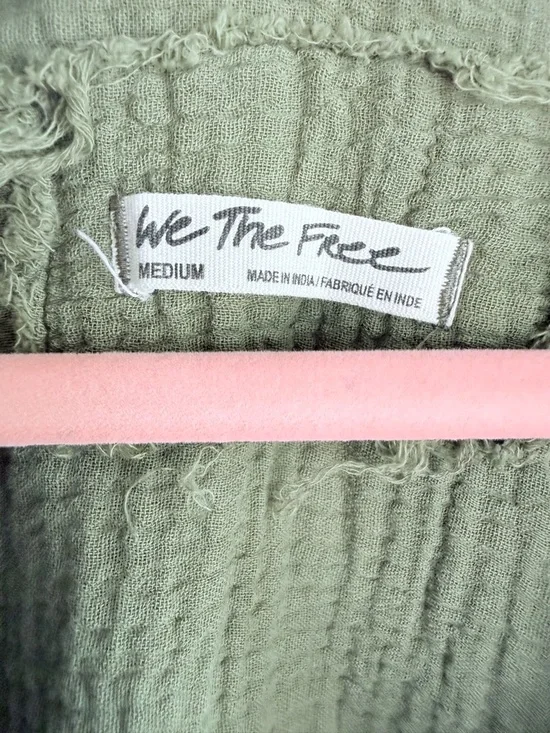 We The Free
MEDIUM MADE IN INDIA / FABRIQUÉ EN INDE